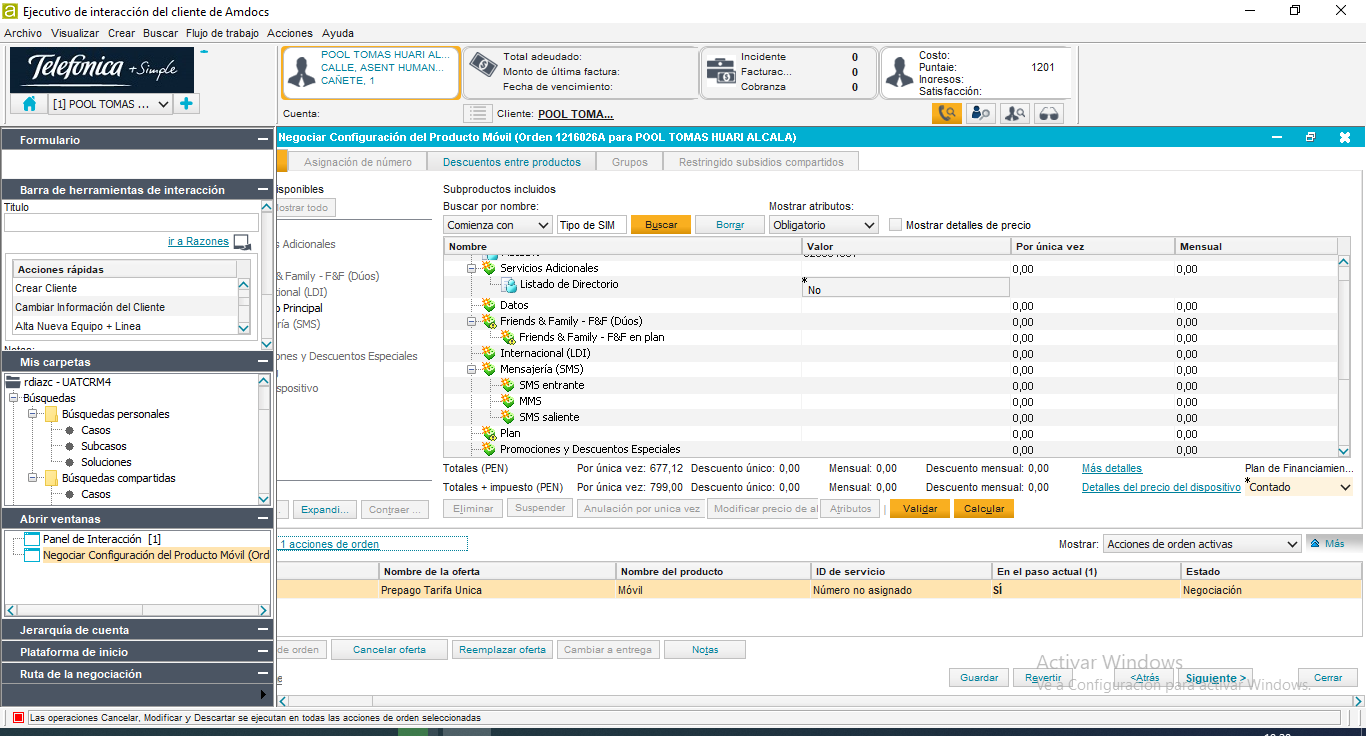 Ejecutivo de interacción del cliente de Amdocs
Archivo Visualizar Crear Buscar Flujo de trabajo Acciones Ayuda
Telefónica +Simple
[1] POOL TOMAS ...
POOL TOMAS HUARI AL...
CALLE, ASENT HUMAN...
CAÑETE, 1
Total adeudado:
Monto de última factura:
Fecha de vencimiento:
Incidente 0
Facturac... 0
Cobranza 0
Costo:
Puntaie: 1201
Ingresos:
Satisfacción:
Cuenta:
Cliente: POOL TOMA...
Formulario
Barra de herramientas de interacción
Título
ir a Razones
Acciones rápidas
Crear Cliente
Cambiar Información del Cliente
Alta Nueva Equipo + Linea
Mis carpetas
rdiazc - UATCRM4
Búsquedas
Búsquedas personales
Casos
Subcasos
Soluciones
Búsquedas compartidas
Casos
Abrir ventanas
Panel de Interacción [1]
Negociar Configuración del Producto Móvil (Ord
Jerarquía de cuenta
Plataforma de inicio
Ruta de la negociación
Negociar Configuración del Producto Móvil (Orden 1216026A para POOL TOMAS HUARI ALCALA)
Asignación de número Descuentos entre productos Grupos Restringido subsidios compartidos
isponibles
ostrar todo
s Adicionales
& Family - F&F (Dúos)
ional (LDI)
o Principal
ría (SMS)
ones y Descuentos Especiales
spositivo
Subproductos incluidos
Buscar por nombre: Mostrar atributos:
Comienza con Tipo de SIM Buscar Borrar Obligatorio Mostrar detalles de precio
Nombre Valor Por única vez Mensual
Servicios Adicionales 0,00 0,00
Listado de Directorio * No
Datos 0,00 0,00
Friends & Family - F&F (Dúos) 0,00 0,00
Friends & Family - F&F en plan 0,00 0,00
Internacional (LDI) 0,00 0,00
Mensajería (SMS) 0,00 0,00
SMS entrante 0,00 0,00
MMS 0,00 0,00
SMS saliente 0,00 0,00
Plan 0,00 0,00
Promociones y Descuentos Especiales 0,00 0,00
Totales (PEN) Por única vez: 677,12 Descuento único: 0,00 Mensual: 0,00 Descuento mensual: 0,00 Más detalles Plan de Financiamien...
Totales + impuesto (PEN) Por única vez: 799,00 Descuento único: 0,00 Mensual: 0,00 Descuento mensual: 0,00 Detalles del precio del dispositivo *Contado
Expandi... Contraer ... Eliminar Suspender Anulación por unica vez Modificar precio de al Atributos | Validar Calcular
1 acciones de orden
Mostrar: Acciones de orden activas Más
Nombre de la oferta Nombre del producto ID de servicio En el paso actual (1) Estado
Prepago Tarifa Unica Móvil Número no asignado SÍ Negociación
de orden Cancelar oferta Reemplazar oferta Cambiar a entrega Notas
Activar Windows
Ve a Configuración para activar Windows.
Guardar Revertir <Atrás Siguiente > Cerrar
Las operaciones Cancelar, Modificar y Descartar se ejecutan en todas las acciones de orden seleccionadas